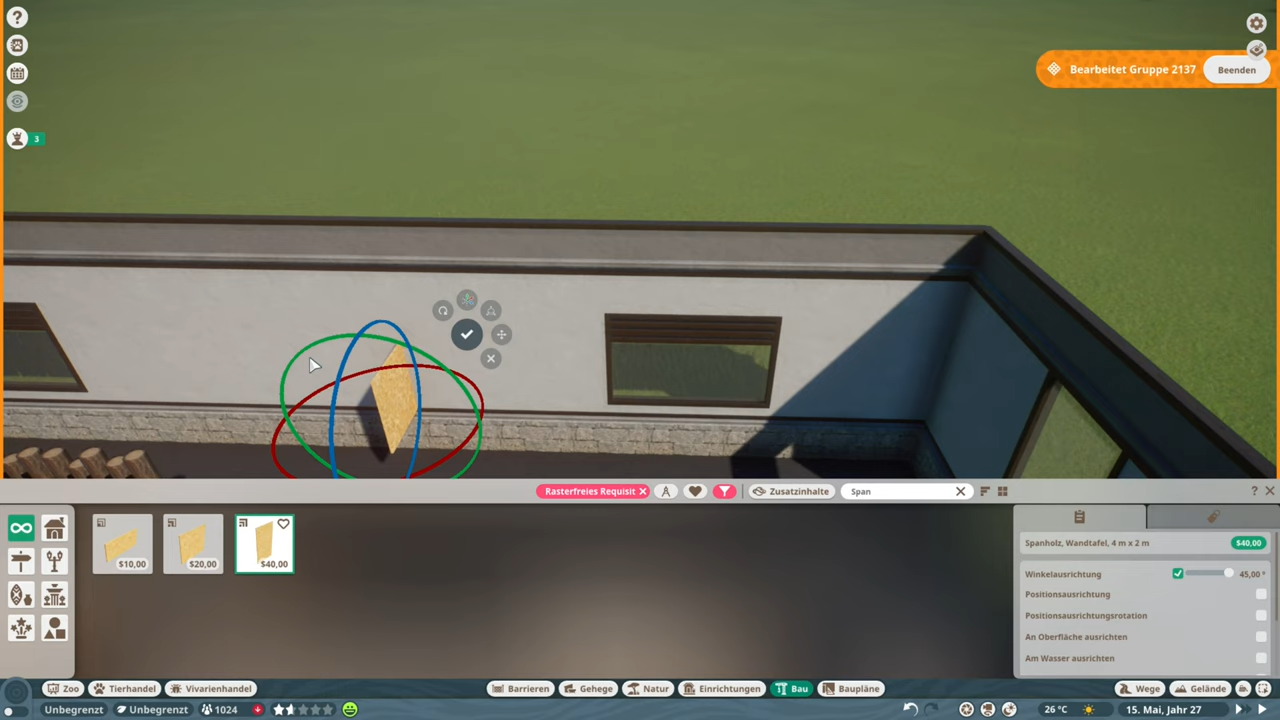 Bearbeitet Gruppe 2137
Beenden
3
Rasterfreies Requisit
Zusatzinhalte
Span
$10,00
$20,00
$40,00
Spanholz, Wandtafel, 4 m x 2 m
$40,00
Winkelausrichtung
45,00 °
Positionsausrichtung
Positionsausrichtungsrotation
An Oberfläche ausrichten
Am Wasser ausrichten
Zoo
Tierhandel
Vivarienhandel
Barrieren
Gehege
Natur
Einrichtungen
Bau
Baupläne
Wege
Gelände
Unbegrenzt
Unbegrenzt
1024
26 °C
15. Mai, Jahr 27